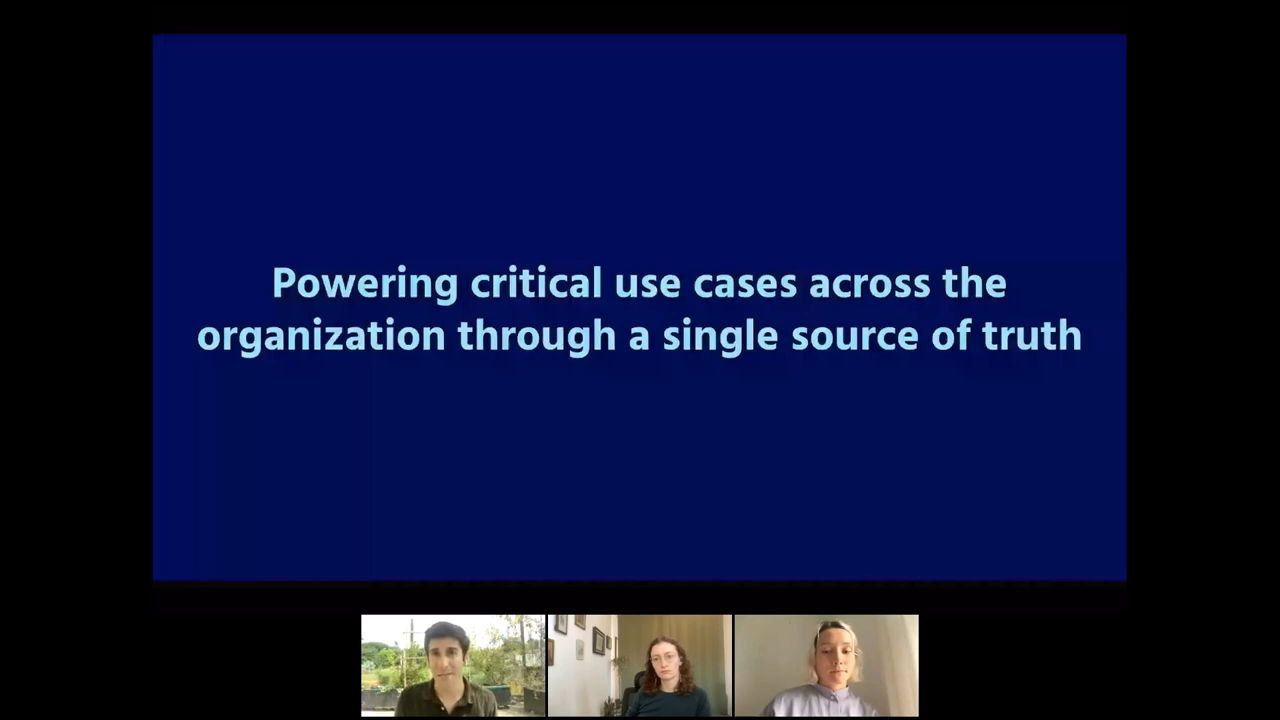 Powering critical use cases across the
organization through a single source of truth